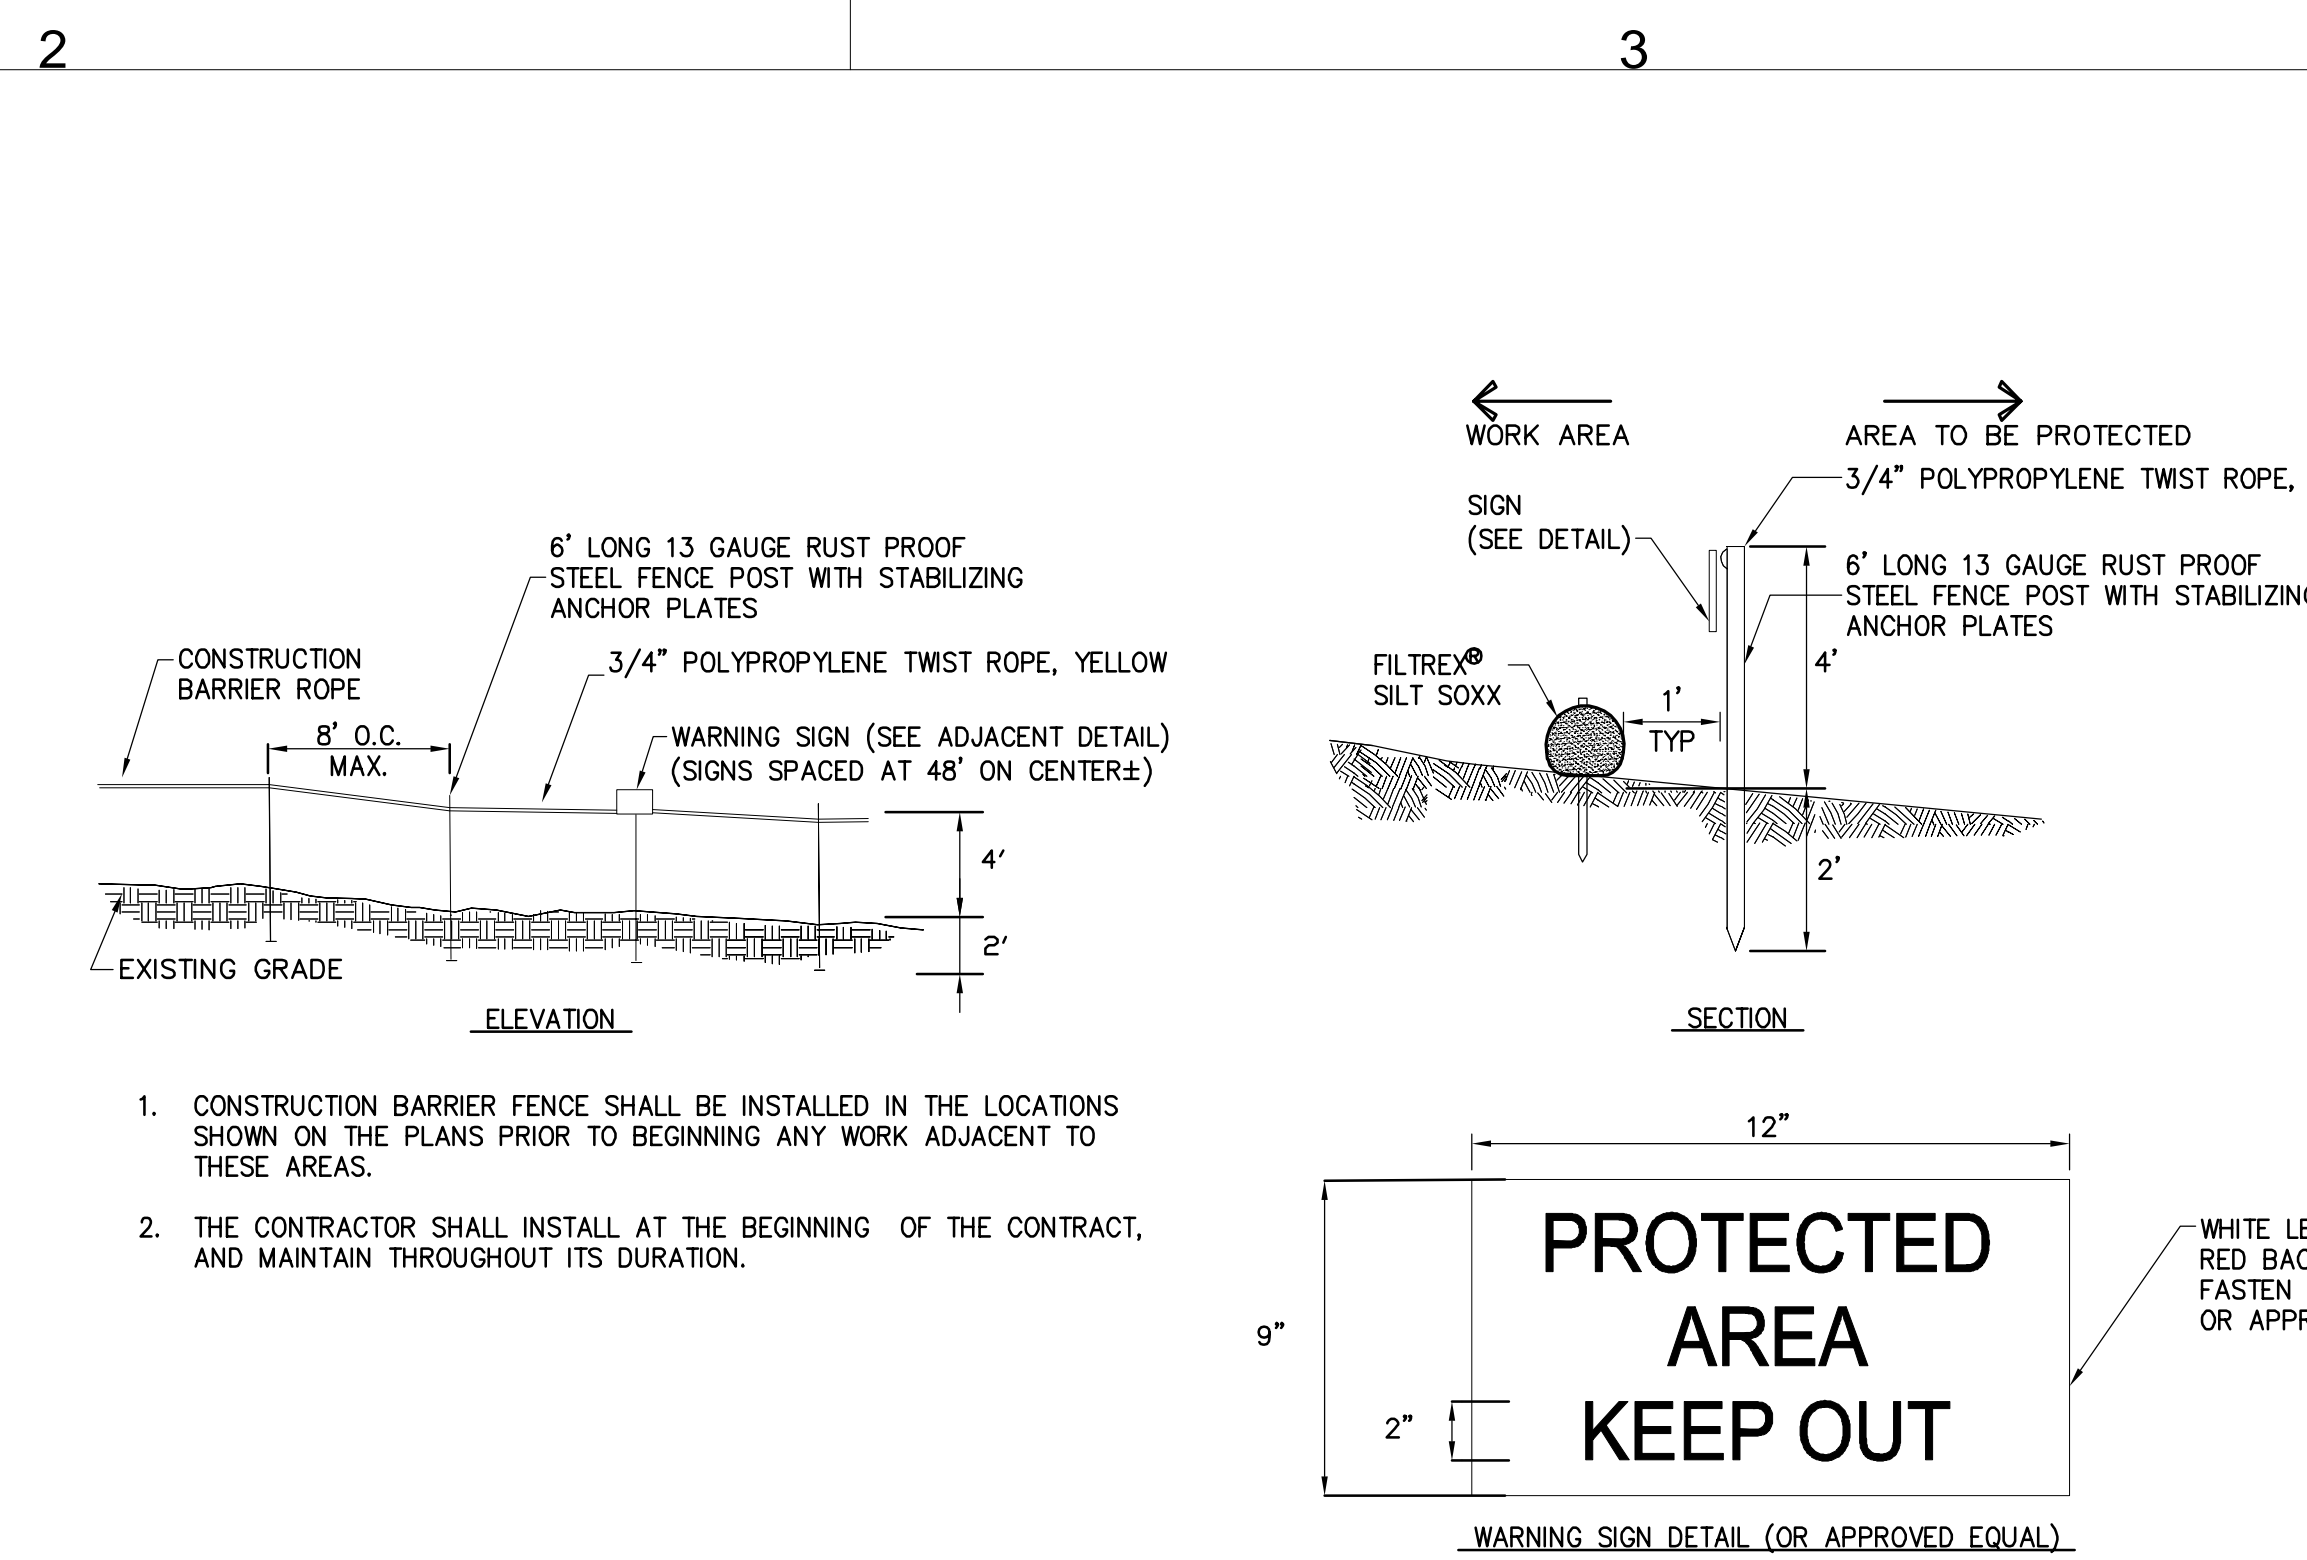 2
3
6' LONG 13 GAUGE RUST PROOF
STEEL FENCE POST WITH STABILIZING
ANCHOR PLATES
3/4" POLYPROPYLENE TWIST ROPE, YELLOW
CONSTRUCTION
BARRIER ROPE
8' O.C.
MAX.
WARNING SIGN (SEE ADJACENT DETAIL)
(SIGNS SPACED AT 48' ON CENTER±)
4'
2'
EXISTING GRADE
ELEVATION
1. CONSTRUCTION BARRIER FENCE SHALL BE INSTALLED IN THE LOCATIONS
SHOWN ON THE PLANS PRIOR TO BEGINNING ANY WORK ADJACENT TO
THESE AREAS.
2. THE CONTRACTOR SHALL INSTALL AT THE BEGINNING OF THE CONTRACT,
AND MAINTAIN THROUGHOUT ITS DURATION.
WORK AREA
AREA TO BE PROTECTED
3/4" POLYPROPYLENE TWIST ROPE,
SIGN
(SEE DETAIL)
6' LONG 13 GAUGE RUST PROOF
STEEL FENCE POST WITH
ANCHOR PLATES
FILTREX®
SILT SOXX
1'
TYP
4'
2'
SECTION
12"
9"
2"
PROTECTED
AREA
KEEP OUT
WHITE
RED
FASTEN
OR
WARNING SIGN DETAIL (OR APPROVED EQUAL)